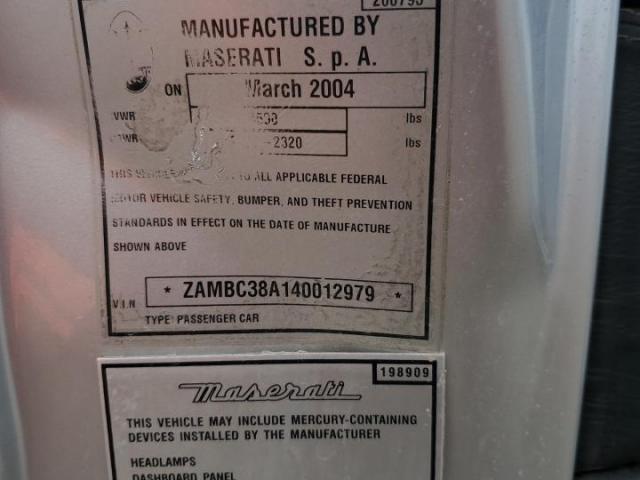 MANUFACTURED BY
MASERATI S. p A.
ON March 2004
lbs
2320 lbs
TO ALL APPLICABLE FEDERAL
MOTOR VEHICLE SAFETY, BUMPER, AND THEFT PREVENTION
STANDARDS IN EFFECT ON THE DATE OF MANUFACTURE
SHOWN ABOVE
V.I.N * ZAMBC38A140012979 *
TYPE PASSENGER CAR
198909
Maserati
THIS VEHICLE MAY INCLUDE MERCURY-CONTAINING
DEVICES INSTALLED BY THE MANUFACTURER
HEADLAMPS
DASHBOARD PANEL